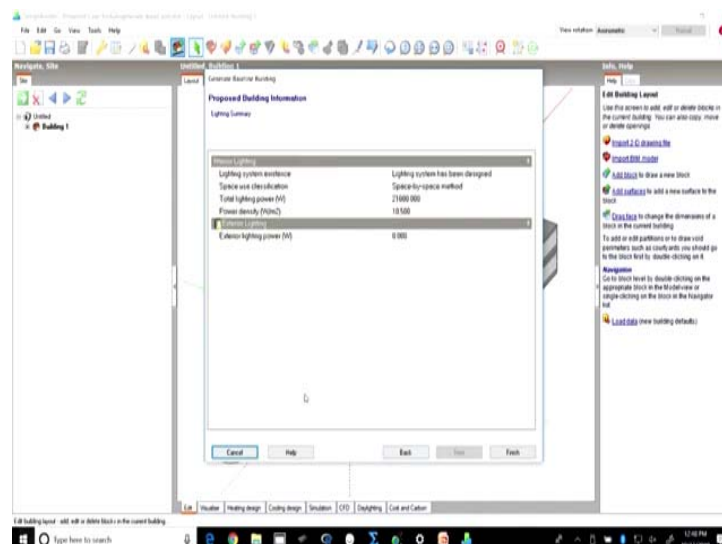 File Edit Go View Tools Help
View rotation Axonometric
Navigate, Site
Site
Untitled
Building 1
Untitled, Building 1
Layout
Generate Baseline Building
Proposed Building Information
Lighting Summary
Interior Lighting
Lighting system existence Lighting system has been designed
Space use classification Space-by-space method
Total lighting power (W)
Power density (W/m2)
Exterior Lighting
Exterior lighting power (W) 0.000
Cancel Help Back Next Finish
Edit Visualise Heating design Cooling design Simulation CFD Daylighting Cost and Carbon
Info, Help
Help
Edit Building Layout
Use this screen to add, edit or delete blocks in
the current building. You can also copy, move
or delete openings.
Import 2-D drawing file
Import BIM model
Add block to draw a new block
Add surfaces to add a new surface to the
block
Drag face to change the dimensions of a
block in the current building
To add or edit partitions or to draw void
perimeters such as courtyards you should go
to the block first by double-clicking on it.
Navigation
Go to block level by double-clicking on the
appropriate block in the Model view or
single-clicking on the block in the Navigator
list
Load data (new building defaults)
Edit building layout - add, edit or delete blocks in the current building
Type here to search
12:48 PM